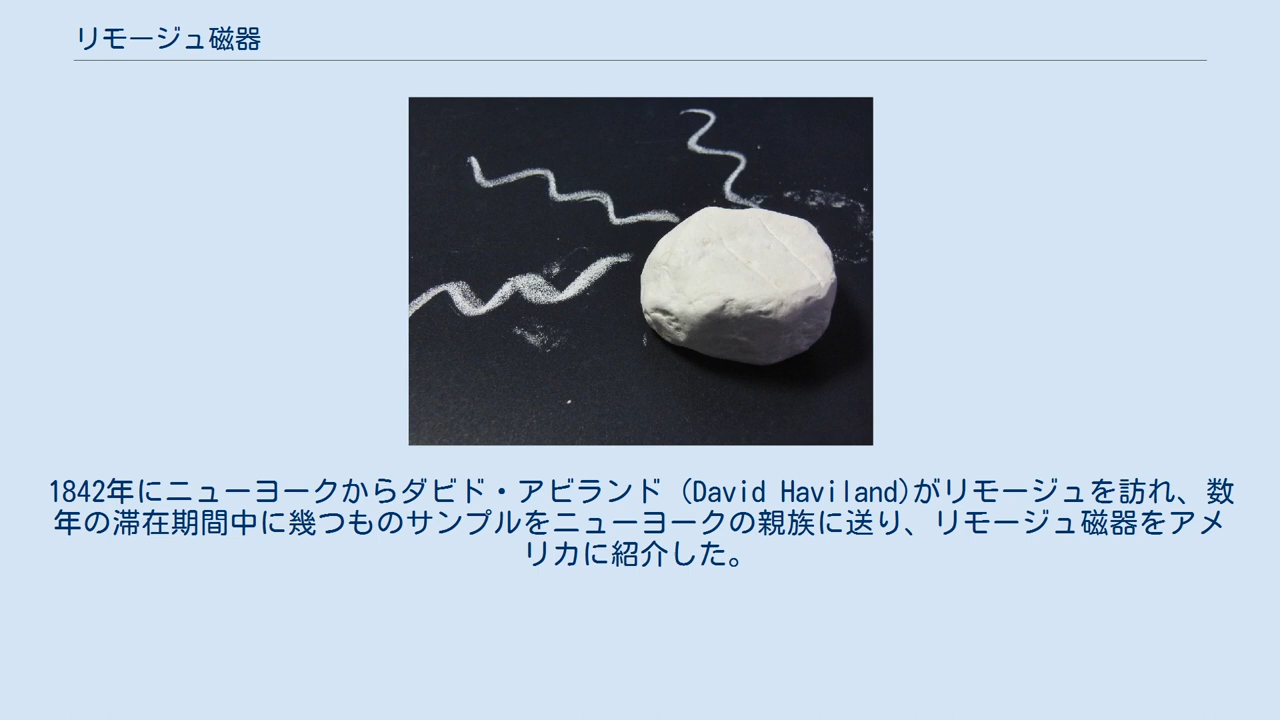 リモージュ磁器
1842年にニューヨークからダビド・アビランド (David Haviland)がリモージュを訪れ、数
年の滞在期間中に幾つものサンプルをニューヨークの親族に送り、リモージュ磁器をアメ
リカに紹介した。